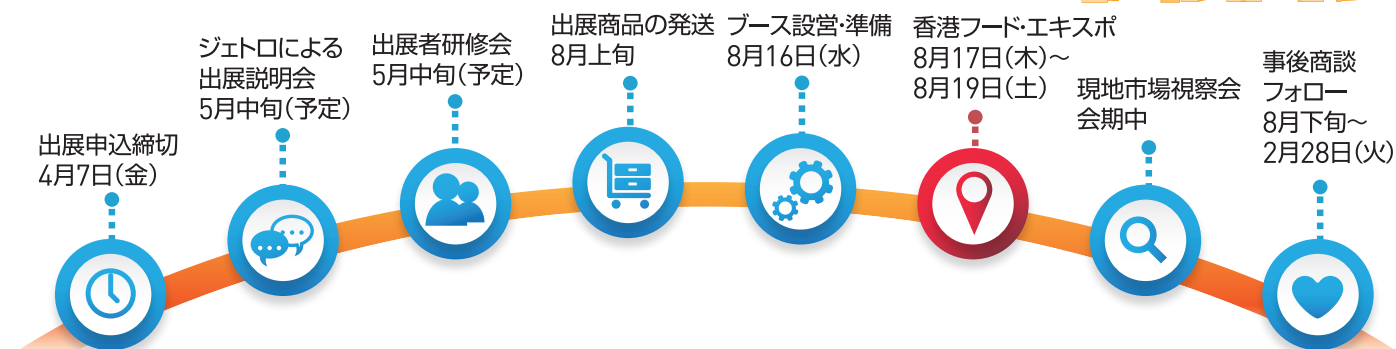 出展申込締切
4月7日(金)
ジェトロによる
出展説明会
5月中旬(予定)
出展者研修会
5月中旬(予定)
出展商品の発送
8月上旬
ブース設営・準備
8月16日(水)
香港フード・エキスポ
8月17日(木)～
8月19日(土)
現地市場視察会
会期中
事後商談
フォロー
8月下旬～
2月28日(火)